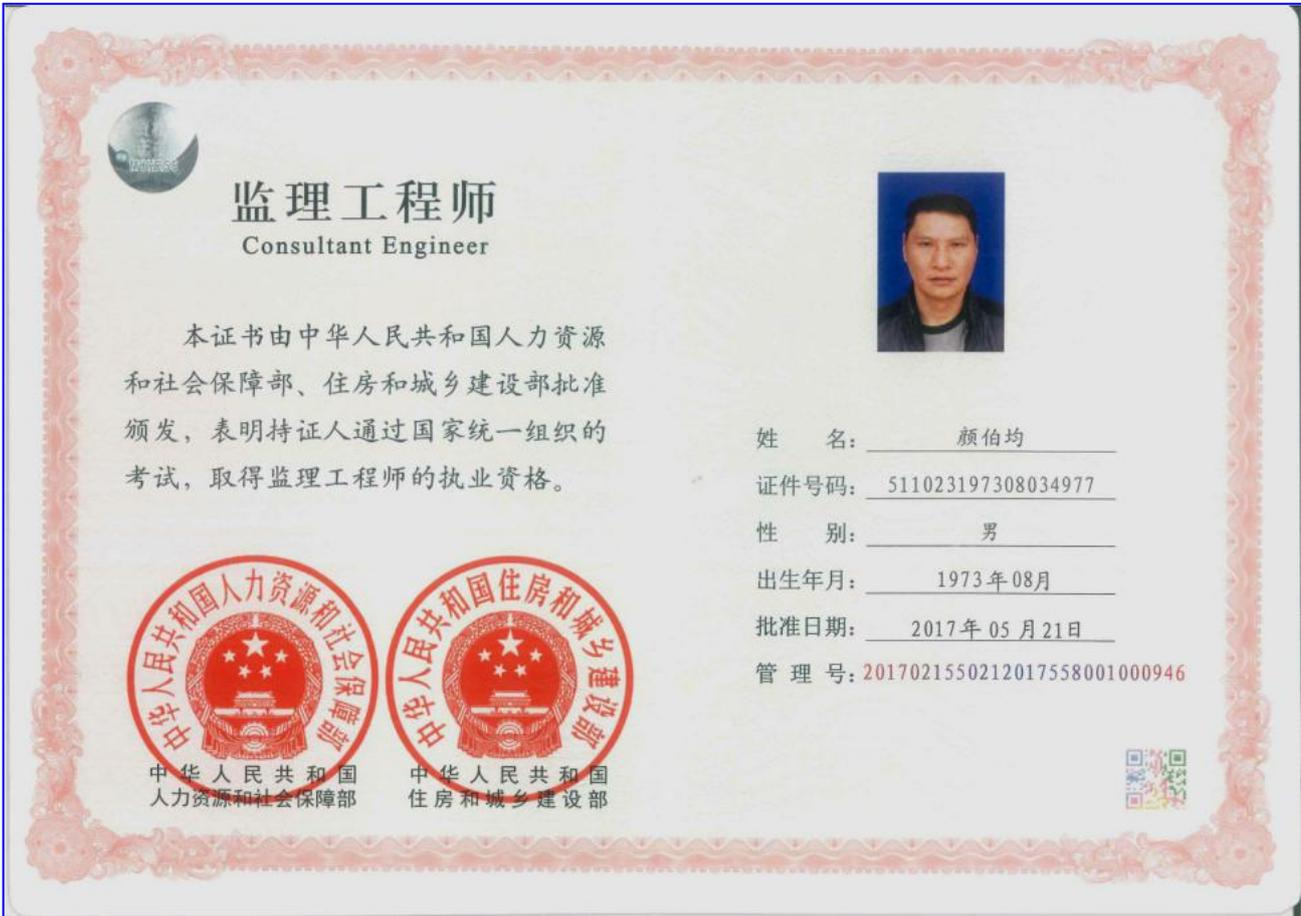 监理工程师
Consultant Engineer
本证书由中华人民共和国人力资源
和社会保障部、住房和城乡建设部批准
颁发，表明持证人通过国家统一组织的
考试，取得监理工程师的执业资格。
中华人民共和国人力资源和社会保障部
中华人民共和国住房和城乡建设部
中华人民共和国
人力资源和社会保障部
中华人民共和国
住房和城乡建设部
姓 名： 颜伯均
证件号码： 511023197308034977
性 别： 男
出生年月： 1973年08月
批准日期： 2017年05月21日
管 理 号: 2017021550212017558001000946